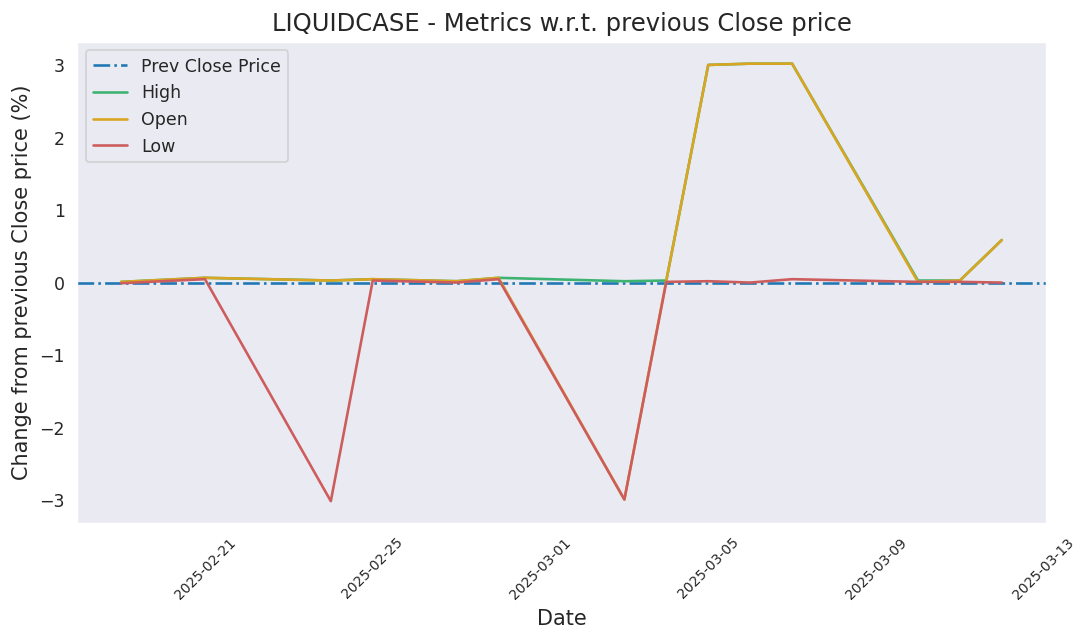 LIQUIDCASE - Metrics w.r.t. previous Close price
Change from previous Close price (%)
Prev Close Price
High
Open
Low
3
2
1
0
−1
−2
−3
2025-02-21
2025-02-25
2025-03-01
2025-03-05
2025-03-09
2025-03-13
Date